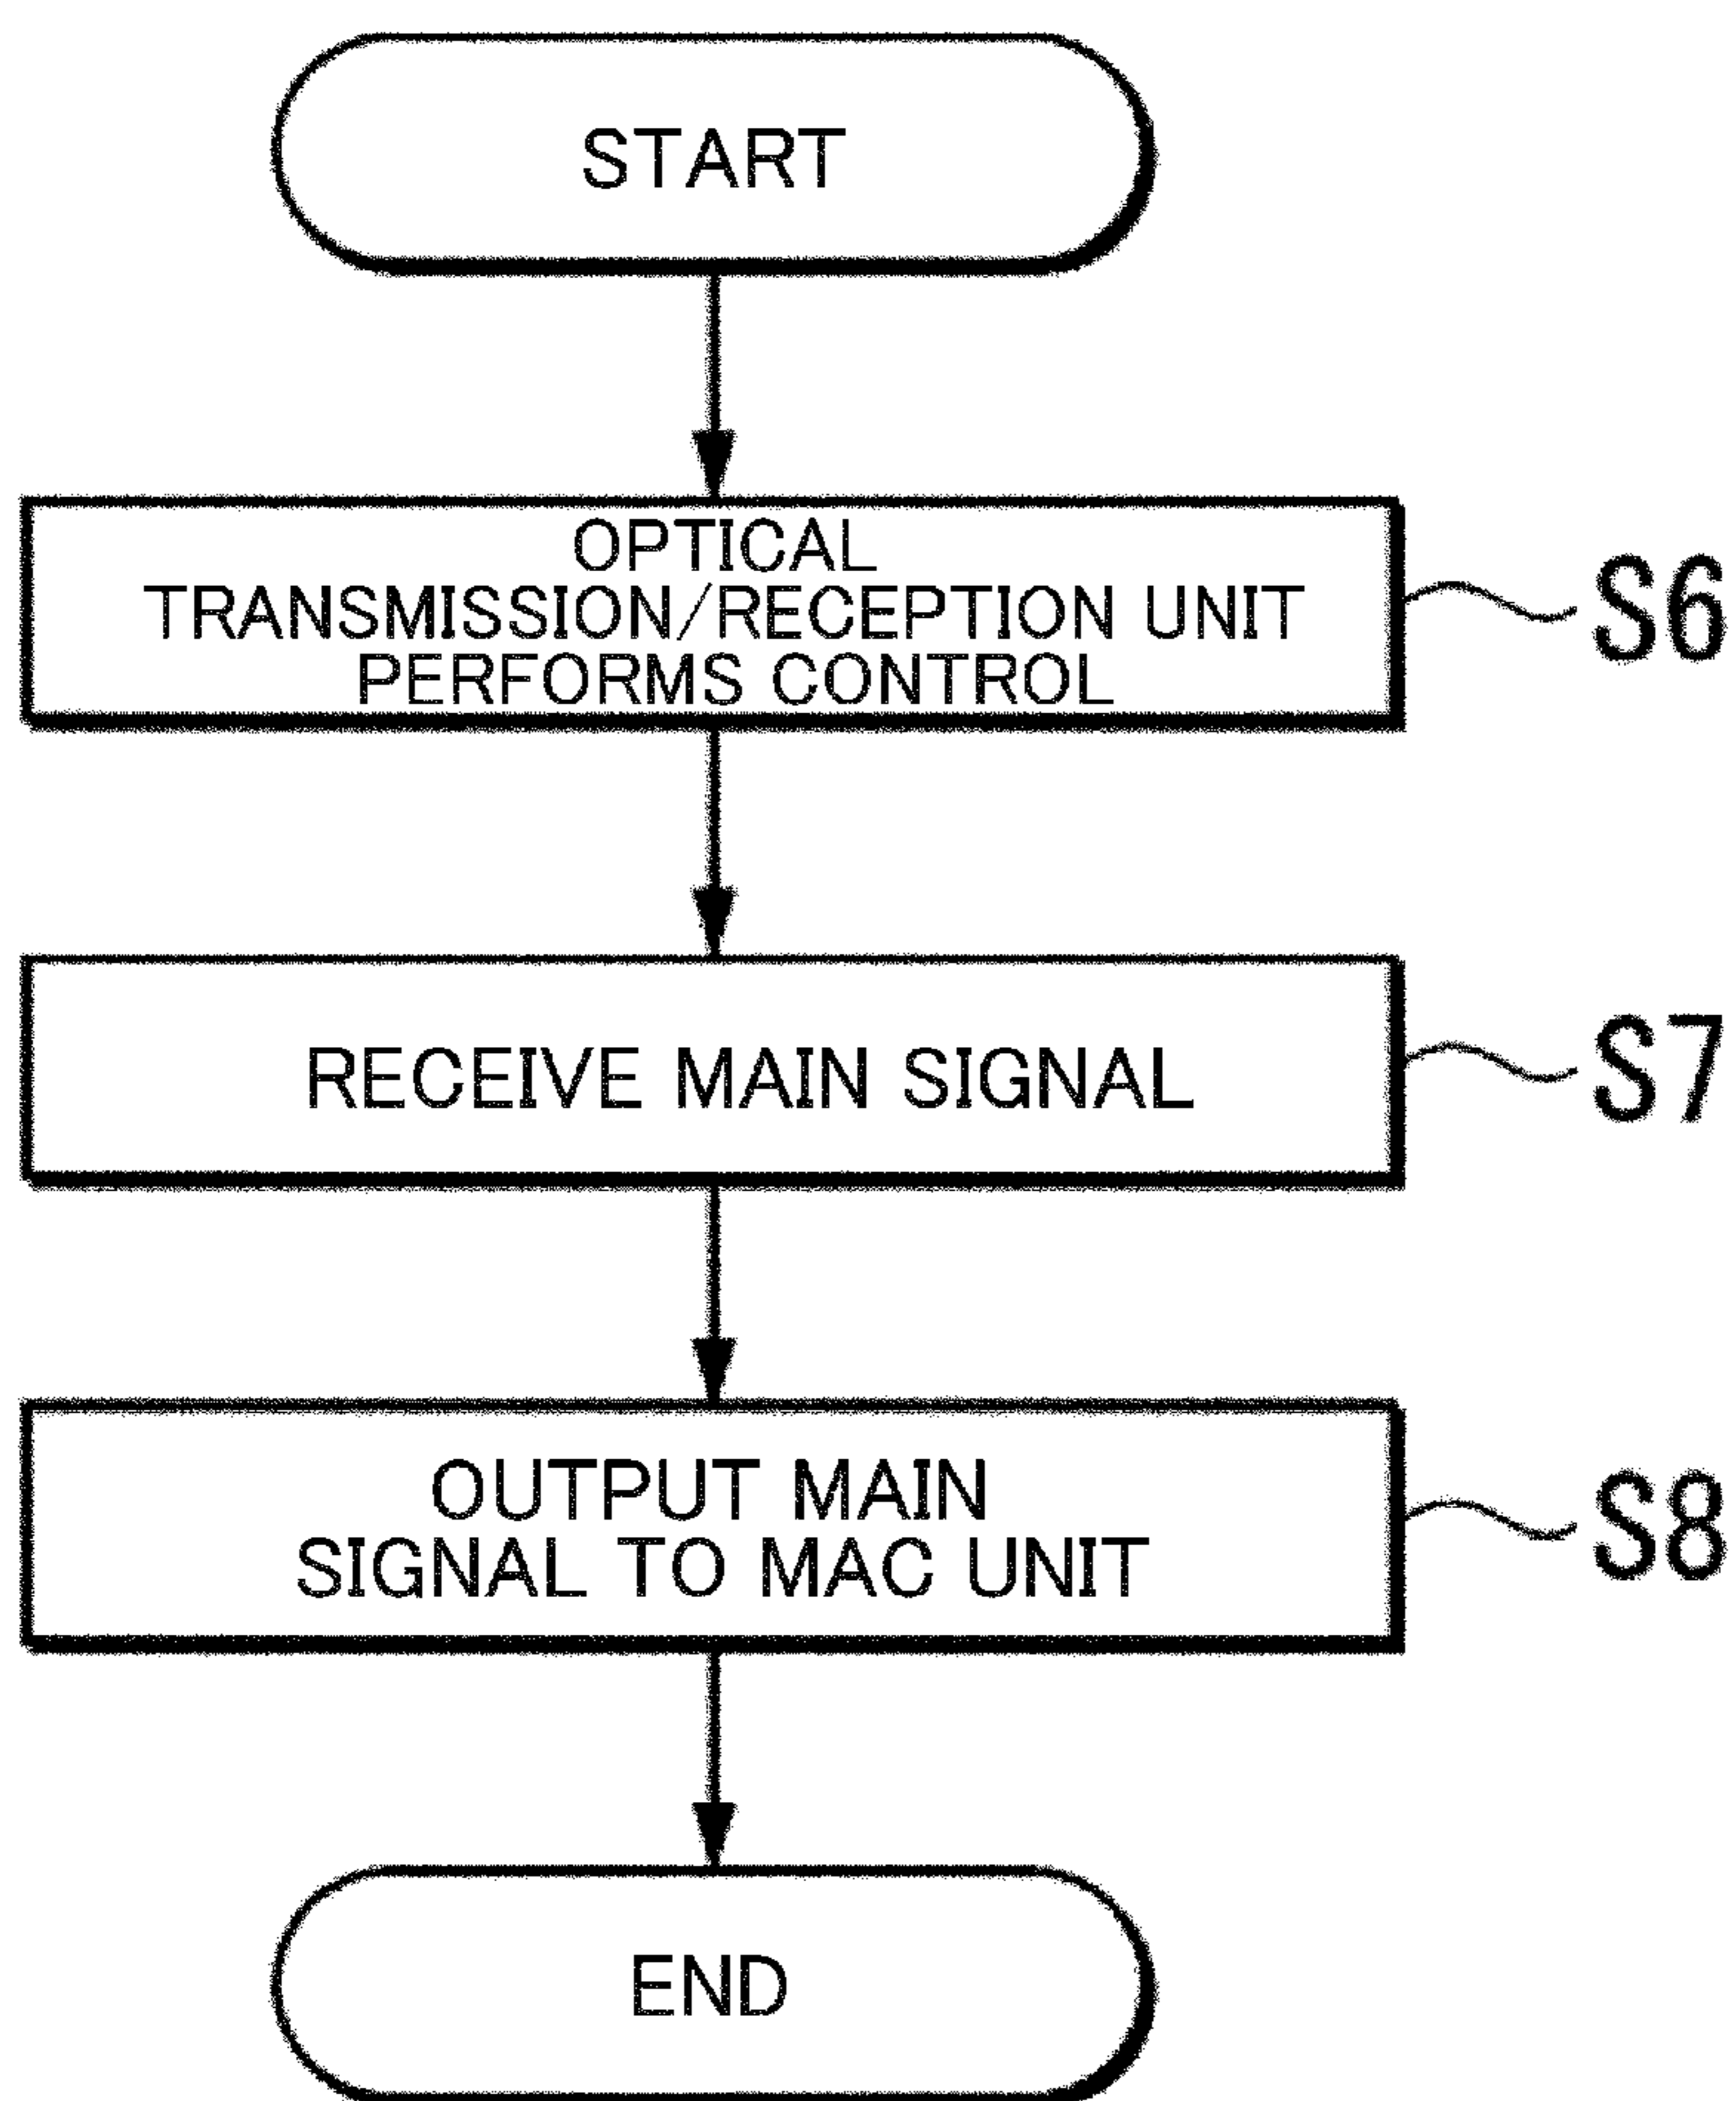 START
OPTICAL
TRANSMISSION/RECEPTION UNIT
PERFORMS CONTROL
S6
RECEIVE MAIN SIGNAL
S7
OUTPUT MAIN
SIGNAL TO MAC UNIT
S8
END